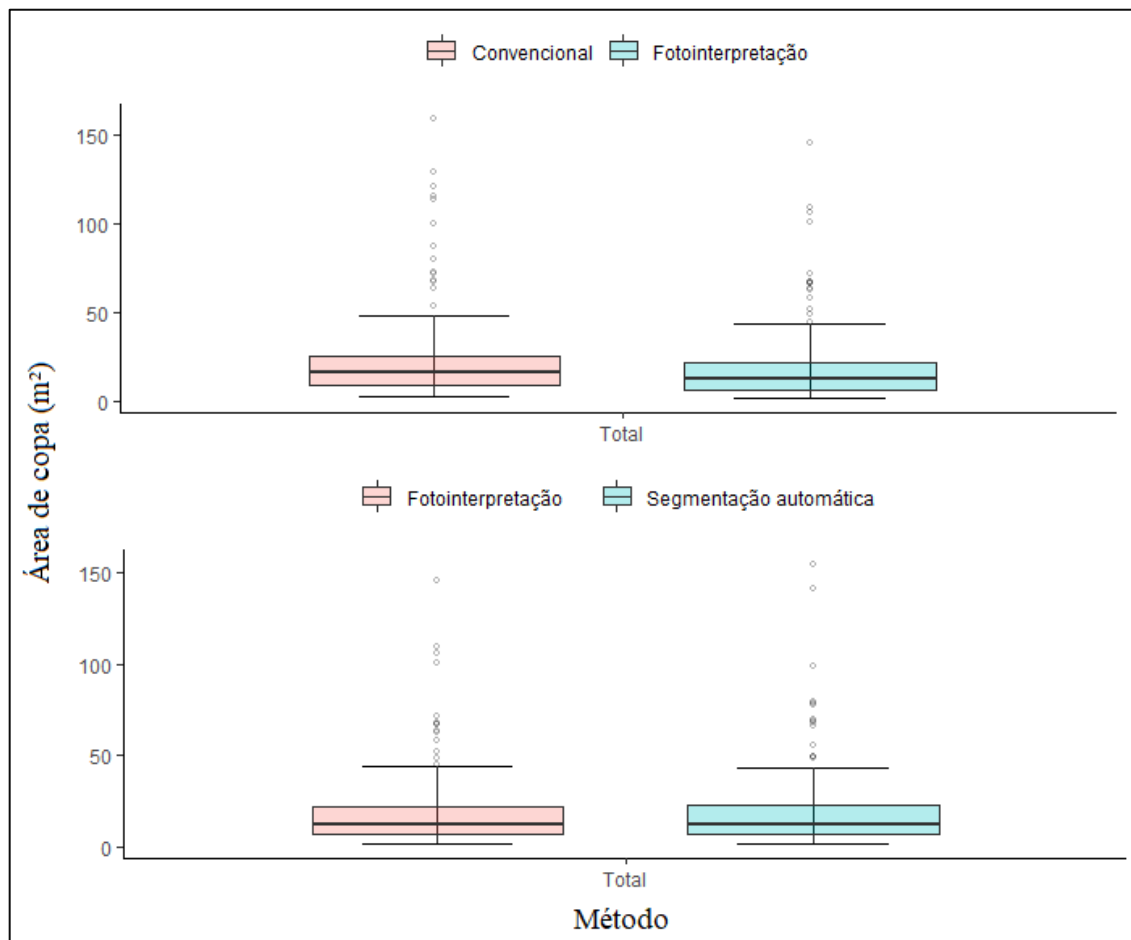 Convencional Fotointerpretação
150
100
50
0
Total
Área de copa (m²)
Fotointerpretação Segmentação automática
150
100
50
0
Total
Método